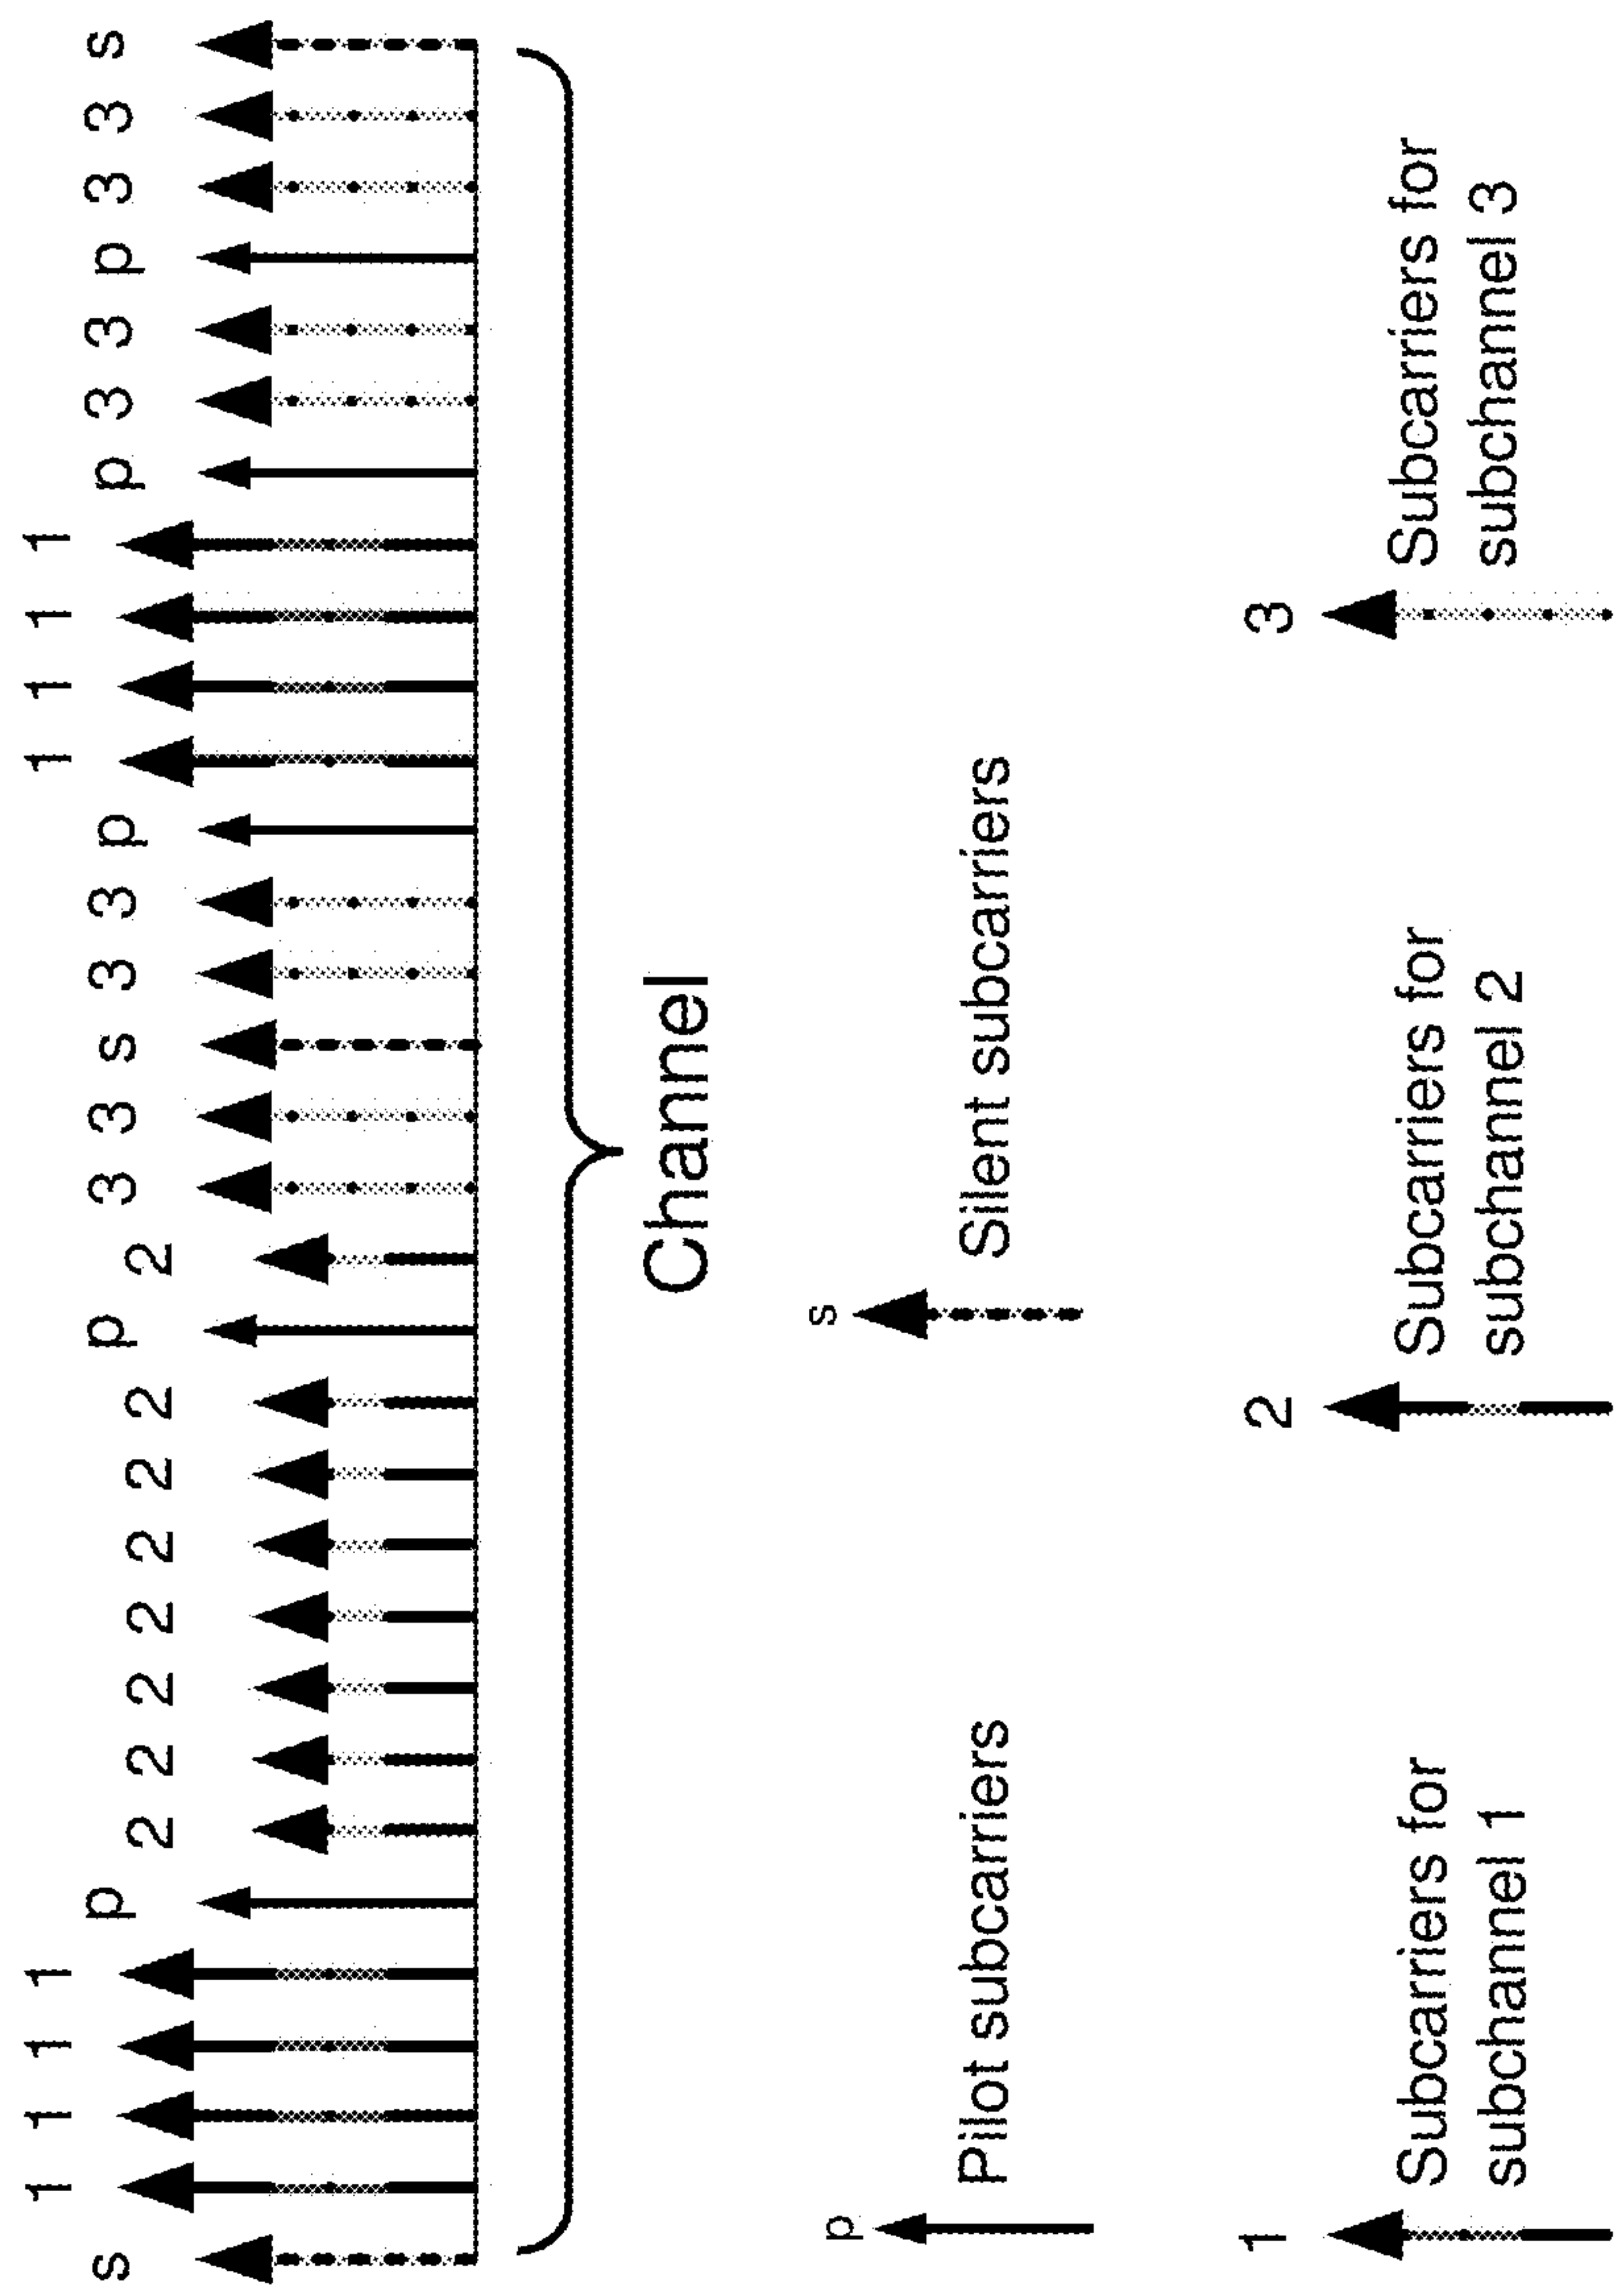 s 1 1 1 1 p 2 2 2 2 2 2 2 p 2 3 3 s 3 3 p 1 1 1 1 p 3 3 p 3 3 s
Channel
p Pilot subcarriers
s Silent subcarriers
1 Subcarriers for
subchannel 1
2 Subcarriers for
subchannel 2
3 Subcarriers for
subchannel 3